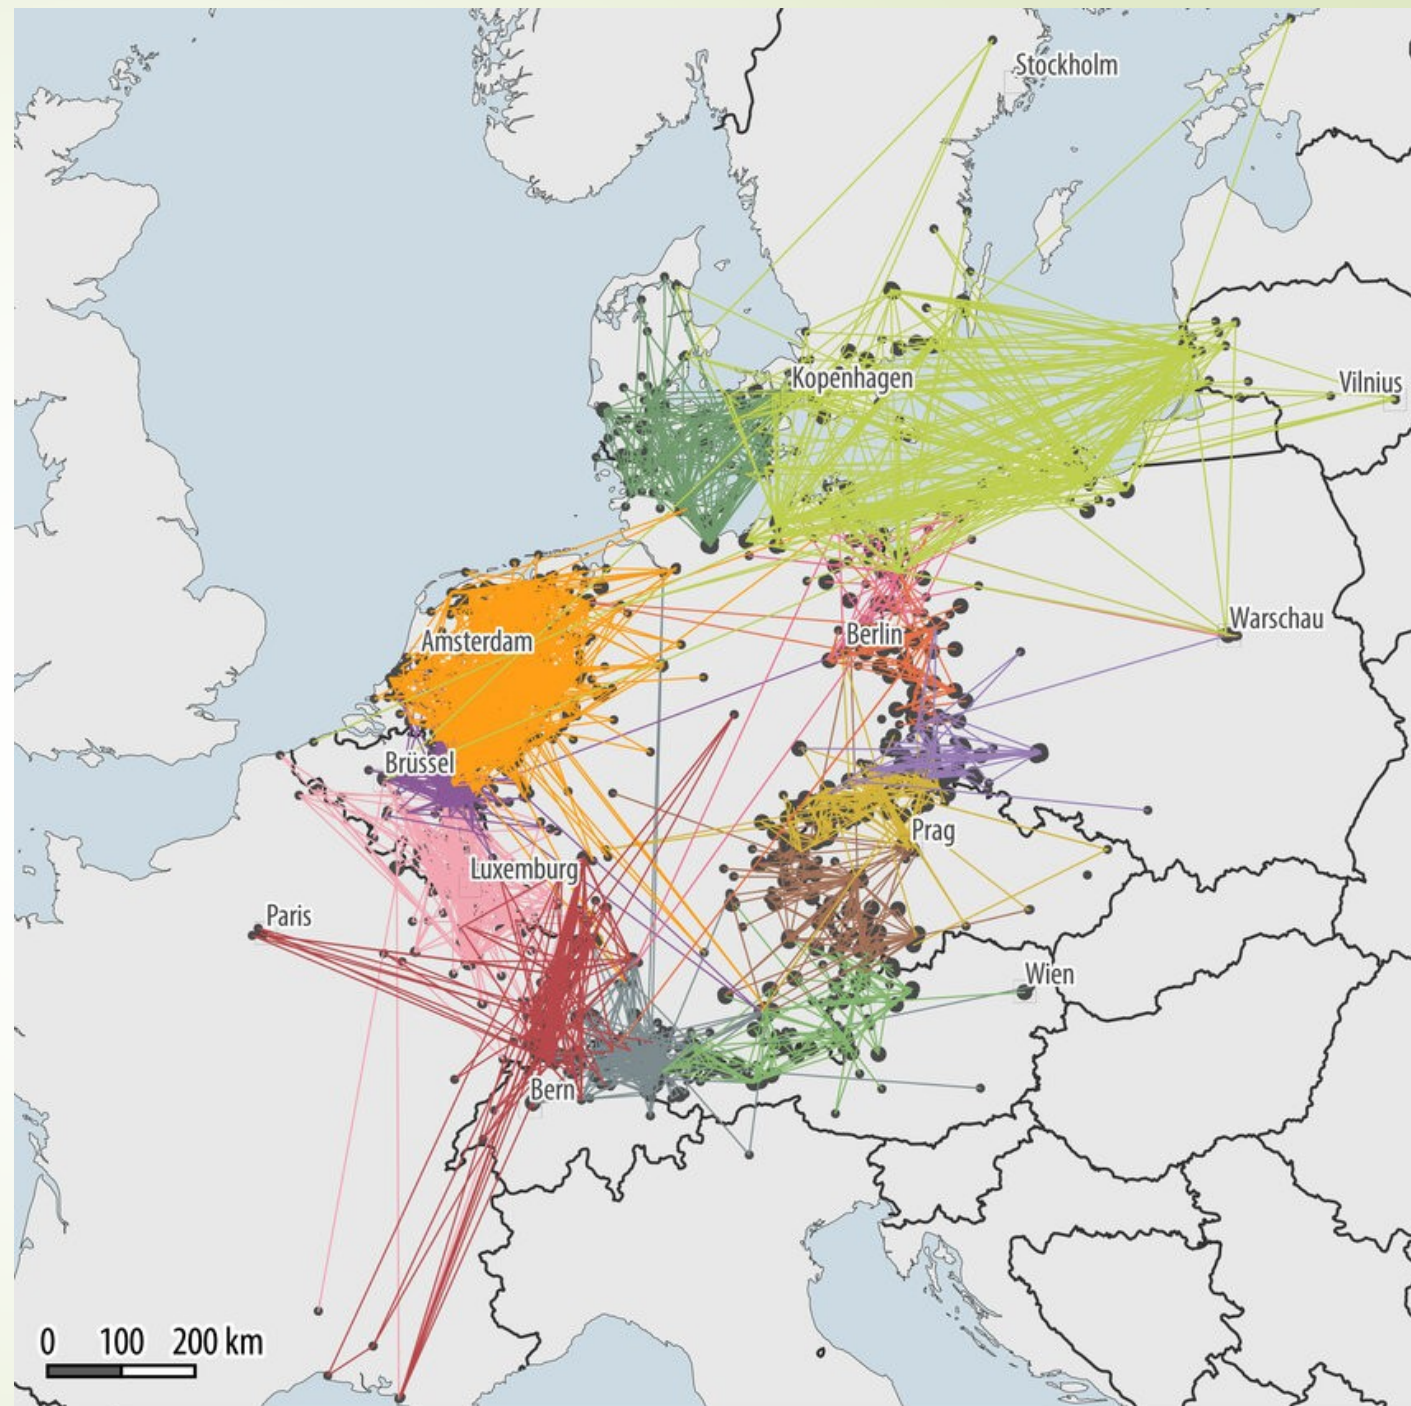 Stockholm
Kopenhagen
Vilnius
Warschau
Amsterdam
Berlin
Brüssel
Prag
Luxemburg
Paris
Wien
Bern
0 100 200 km